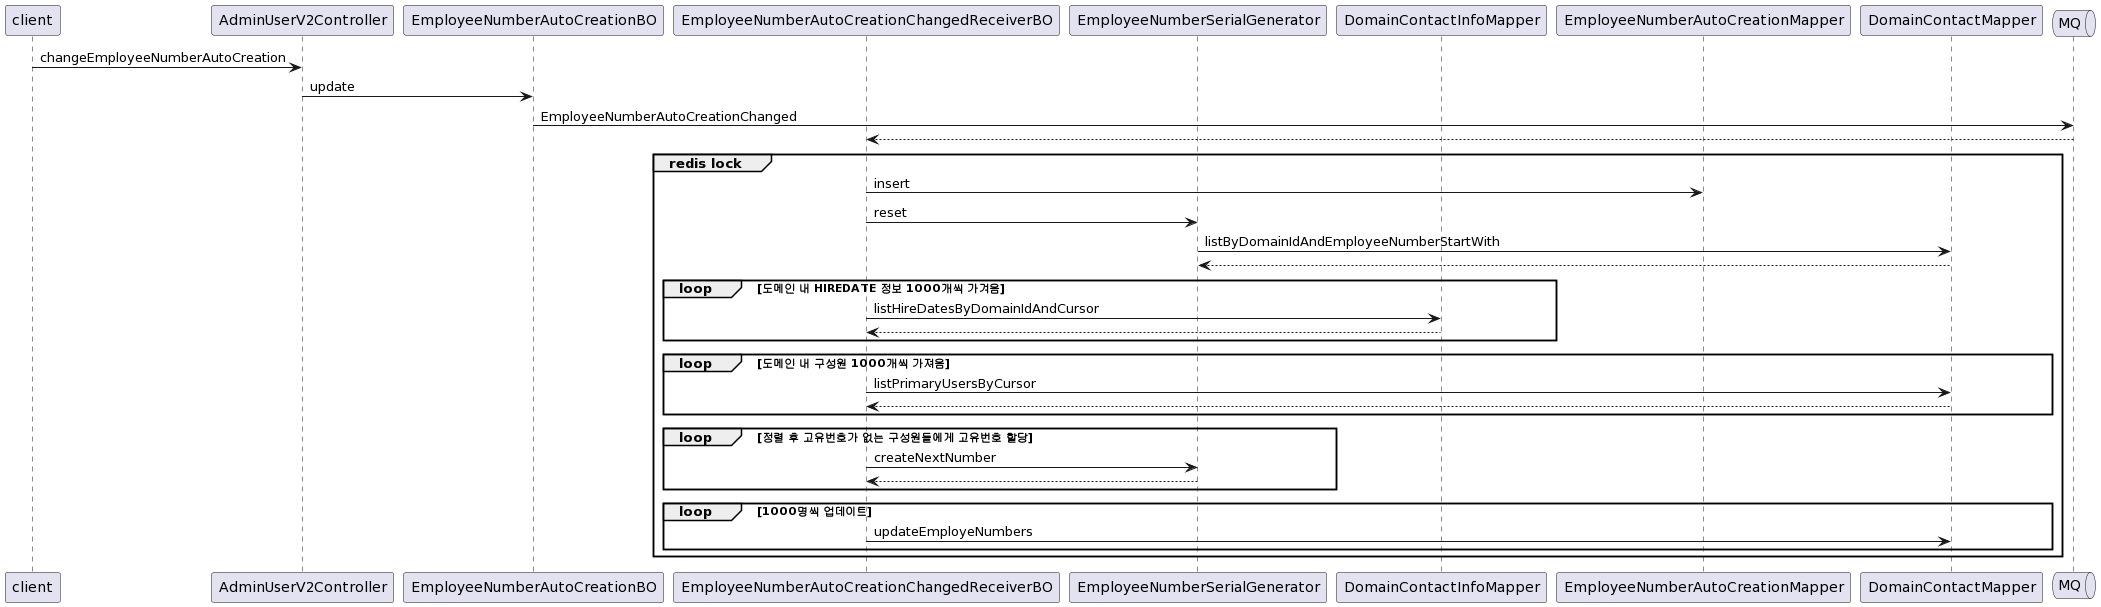 client AdminUserV2Controller EmployeeNumberAutoCreationBO EmployeeNumberAutoCreationChangedReceiverBO EmployeeNumberSerialGenerator DomainContactInfoMapper EmployeeNumberAutoCreationMapper DomainContactMapper MQ
changeEmployeeNumberAutoCreation
update
EmployeeNumberAutoCreationChanged
redis lock
insert
reset
listByDomainIdAndEmployeeNumberStartWith
loop [도메인 내 HIREDATE 정보 1000개씩 가겨옴]
listHireDatesByDomainIdAndCursor
loop [도메인 내 구성원 1000개씩 가져옴]
listPrimaryUsersByCursor
loop [정렬 후 고유번호가 없는 구성원들에게 고유번호 할당]
createNextNumber
loop [1000명씩 업데이트]
updateEmployeNumbers
client AdminUserV2Controller EmployeeNumberAutoCreationBO EmployeeNumberAutoCreationChangedReceiverBO EmployeeNumberSerialGenerator DomainContactInfoMapper EmployeeNumberAutoCreationMapper DomainContactMapper MQ